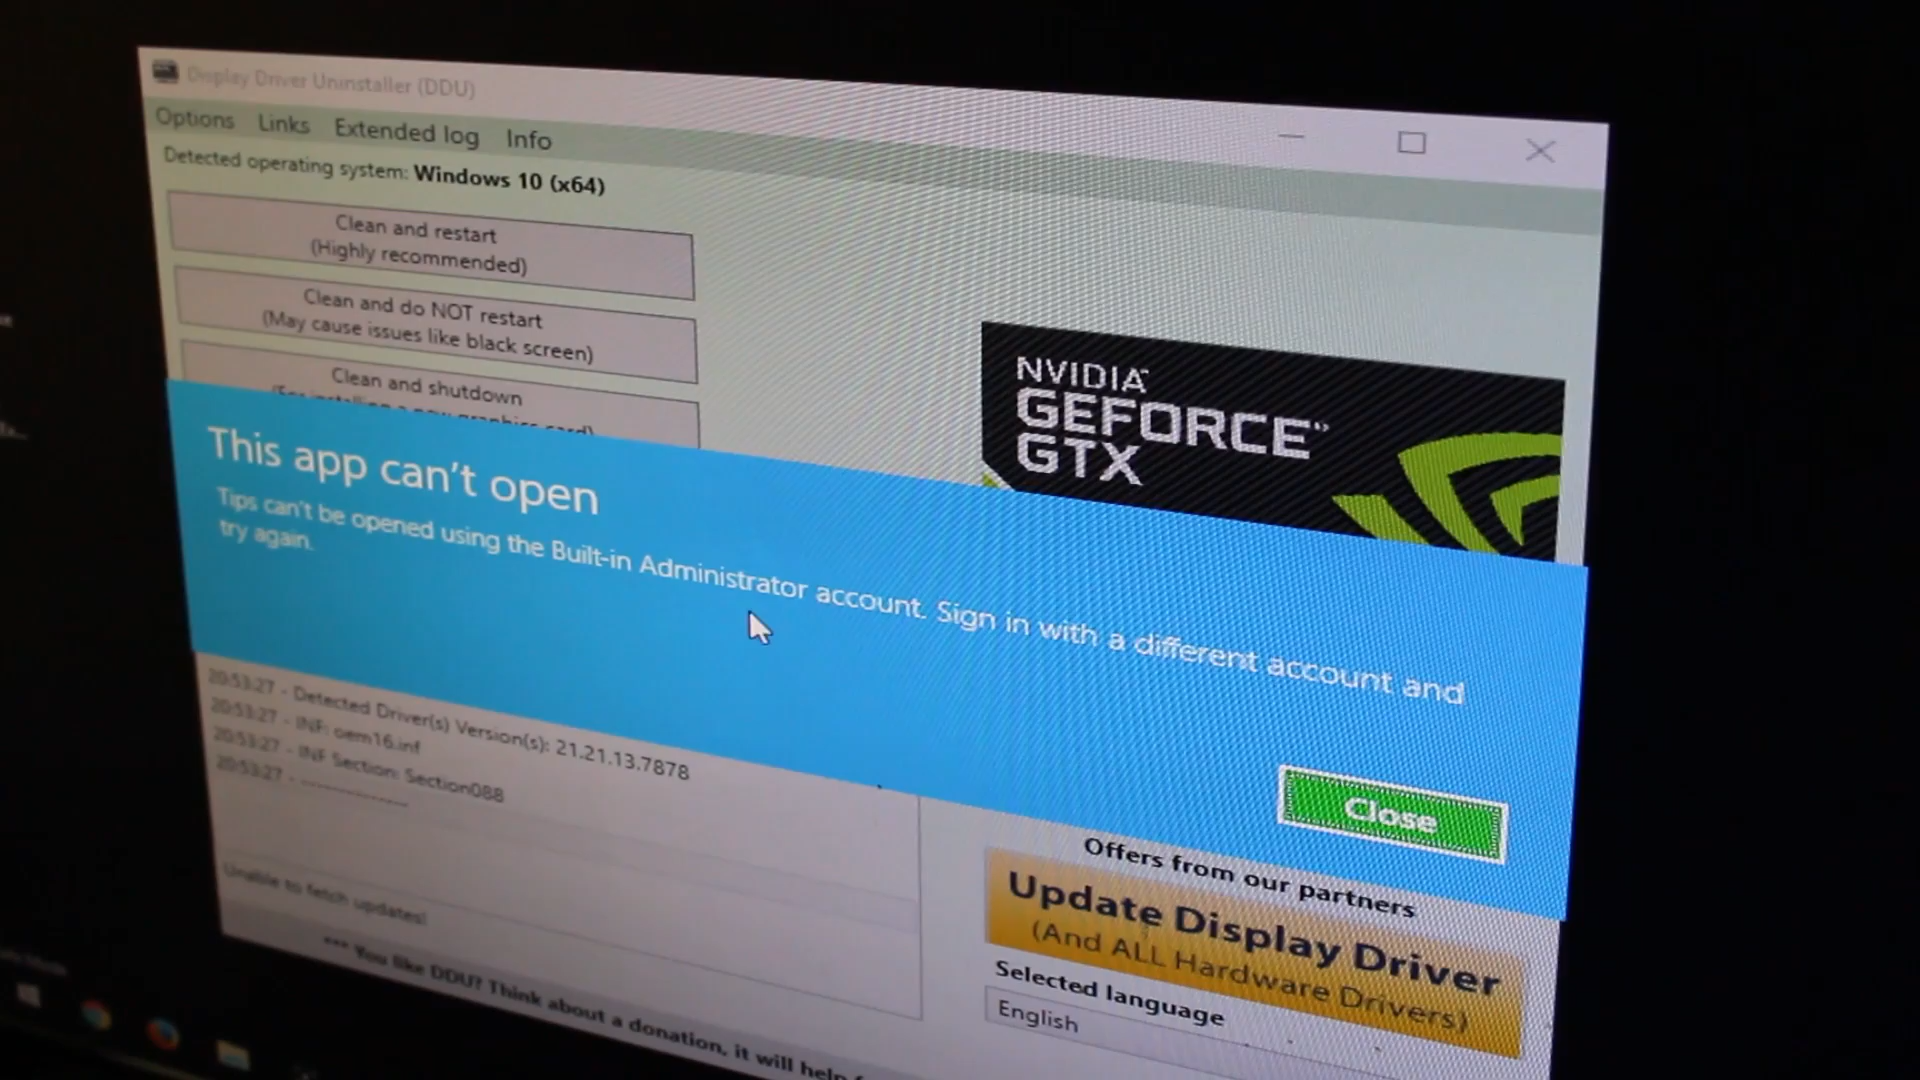 Display Driver Uninstaller (DDU)
Options Links Extended log Info
Detected operating system: Windows 10 (x64)
Clean and restart
(Highly recommended)
Clean and do NOT restart
(May cause issues like black screen)
Clean and shutdown
(For installing a new graphics card)
NVIDIA
GEFORCE
GTX
This app can't open
Tips can't be opened using the Built-in Administrator account. Sign in with a different account and
try again.
Close
20:53:27 - Detected Driver(s) Version(s): 21.21.13.7878
20:53:27 - INF: oem16.inf
20:53:27 - INF Section: Section088
20:53:27 - ---------------
Unable to fetch updates!
Offers from our partners
Update Display Driver
(And ALL Hardware Drivers)
Selected language
English
*** You like DDU? Think about a donation, it will help